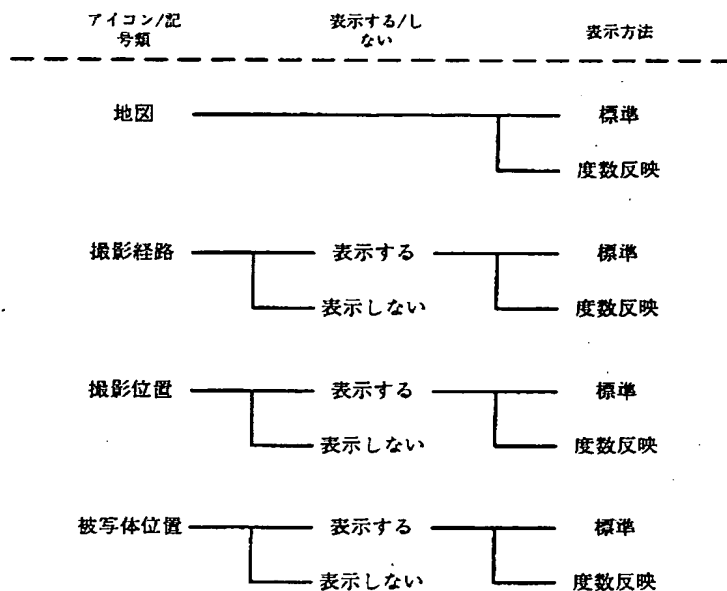 アイコン/記
号類
表示する/し
ない
表示方法
地図
標準
度数反映
撮影経路
表示する
標準
表示しない
度数反映
撮影位置
表示する
標準
表示しない
度数反映
被写体位置
表示する
標準
表示しない
度数反映